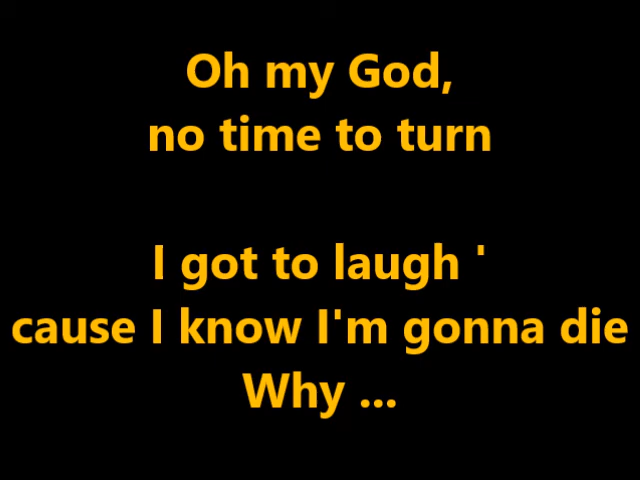 Oh my God,
no time to turn
I got to laugh '
cause I know I'm gonna die
Why ...